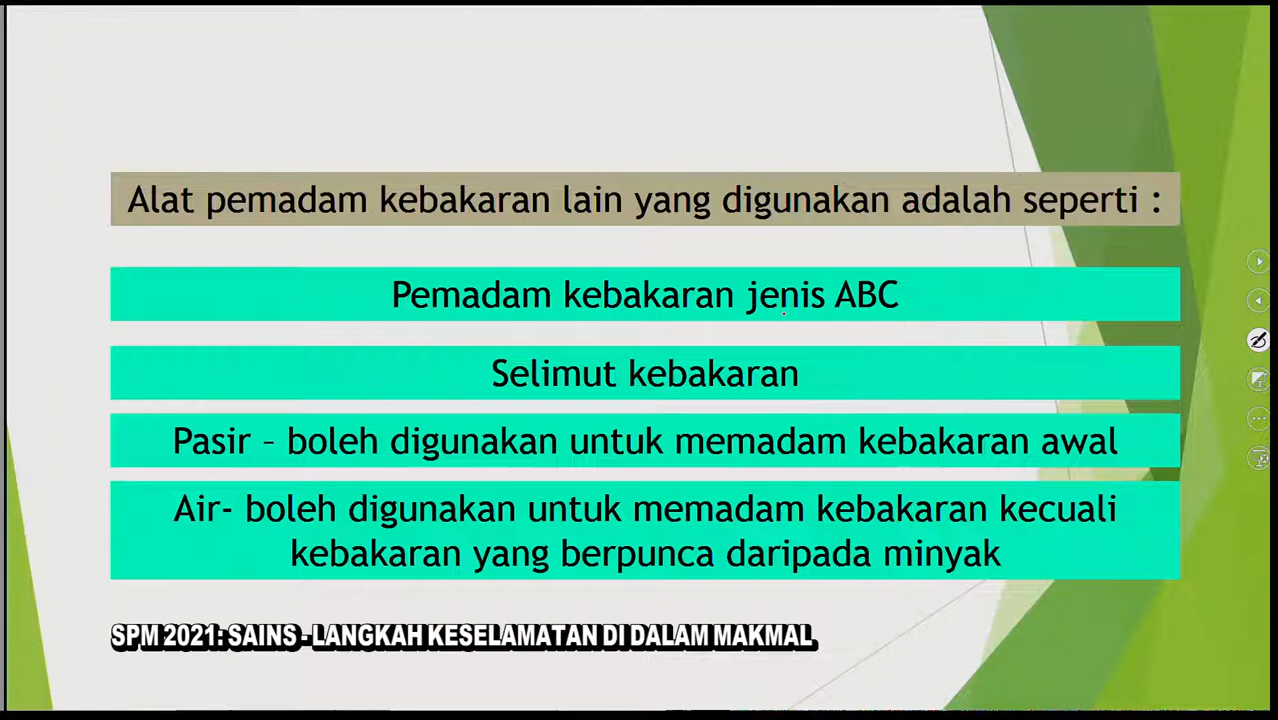 Alat pemadam kebakaran lain yang digunakan adalah seperti :
Pemadam kebakaran jenis ABC
Selimut kebakaran
Pasir – boleh digunakan untuk memadam kebakaran awal
Air- boleh digunakan untuk memadam kebakaran kecuali
kebakaran yang berpunca daripada minyak
SPM 2021: SAINS - LANGKAH KESELAMATAN DI DALAM MAKMAL